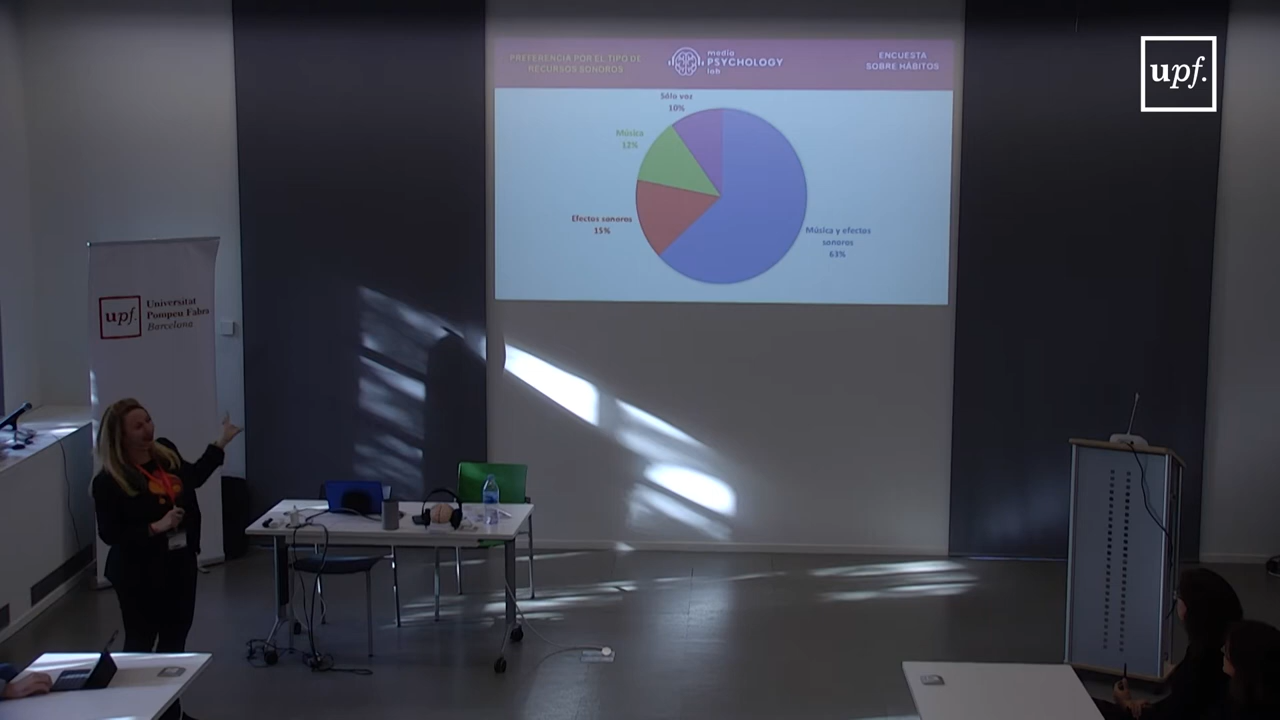 PREFERENCIA POR EL TIPO DE
RECURSOS SONOROS
media
PSYCHOLOGY
lab
ENCUESTA
SOBRE HÁBITOS
Sólo voz
10%
Música
12%
Efectos sonoros
15%
Música y efectos
sonoros
63%
upf.
upf.
Universitat
Pompeu Fabra
Barcelona